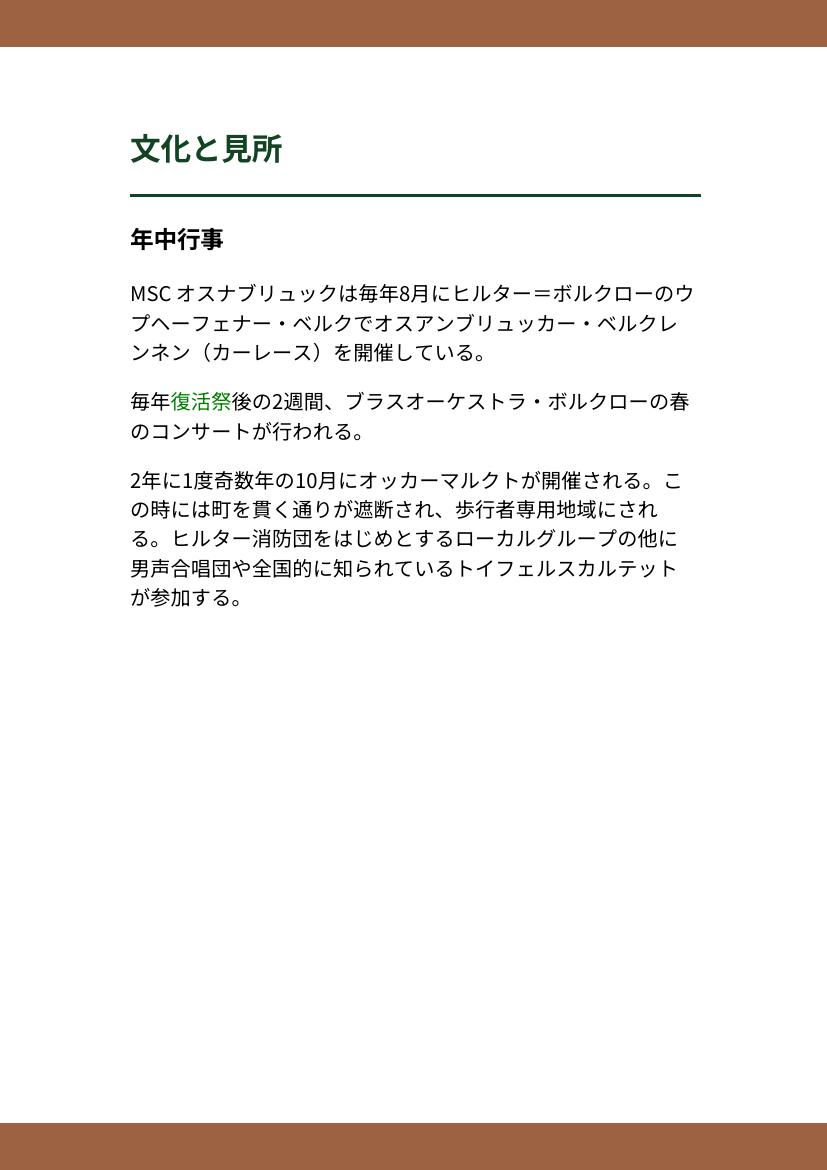 文化と見所
年中行事
MSC オスナブリュックは毎年8月にヒルター＝ボルクローのウ
プヘーフェナー・ベルクでオスアンブリュッカー・ベルクレ
ンネン（カーレース）を開催している。
毎年復活祭後の2週間、ブラスオーケストラ・ボルクローの春
のコンサートが行われる。
2年に1度奇数年の10月にオッカーマルクトが開催される。こ
の時には町を貫く通りが遮断され、歩行者専用地域にされ
る。ヒルター消防団をはじめとするローカルグループの他に
男声合唱団や全国的に知られているトイフェルスカルテット
が参加する。